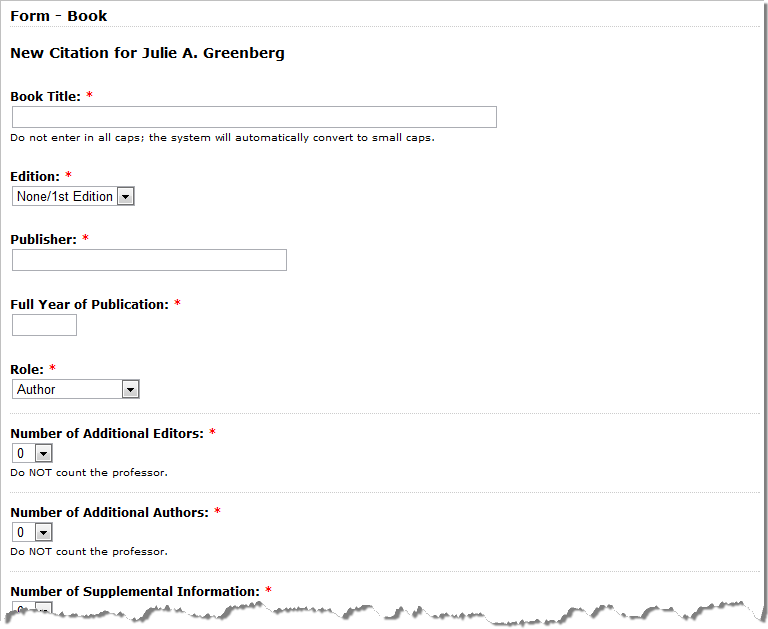 Form - Book
New Citation for Julie A. Greenberg
Book Title: *
Do not enter in all caps; the system will automatically convert to small caps.
Edition: *
None/1st Edition
Publisher: *
Full Year of Publication: *
Role: *
Author
Number of Additional Editors: *
0
Do NOT count the professor.
Number of Additional Authors: *
0
Do NOT count the professor.
Number of Supplemental Information: *